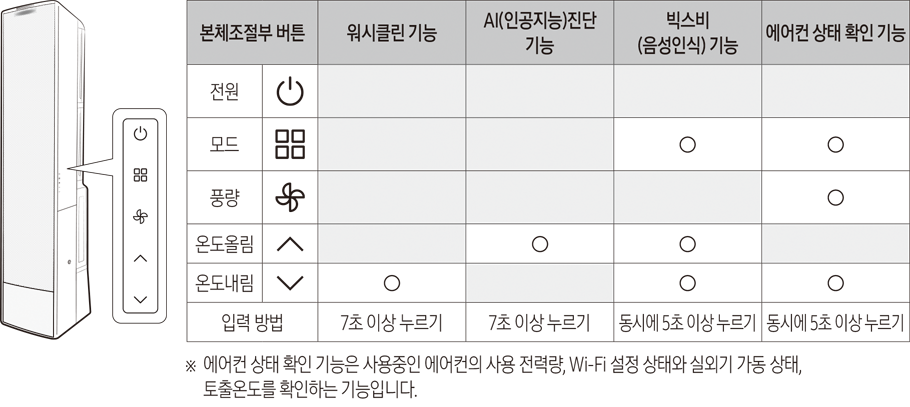 본체조절부 버튼 워시클린 기능 AI(인공지능)진단 기능 빅스비 (음성인식) 기능 에어컨 상태 확인 기능
전원
모드 ○ ○
풍량 ○
온도올림 ○ ○
온도내림 ○ ○ ○
입력 방법 7초 이상 누르기 7초 이상 누르기 동시에 5초 이상 누르기 동시에 5초 이상 누르기
※ 에어컨 상태 확인 기능은 사용중인 에어컨의 사용 전력량, Wi-Fi 설정 상태와 실외기 가동 상태,
토출온도를 확인하는 기능입니다.